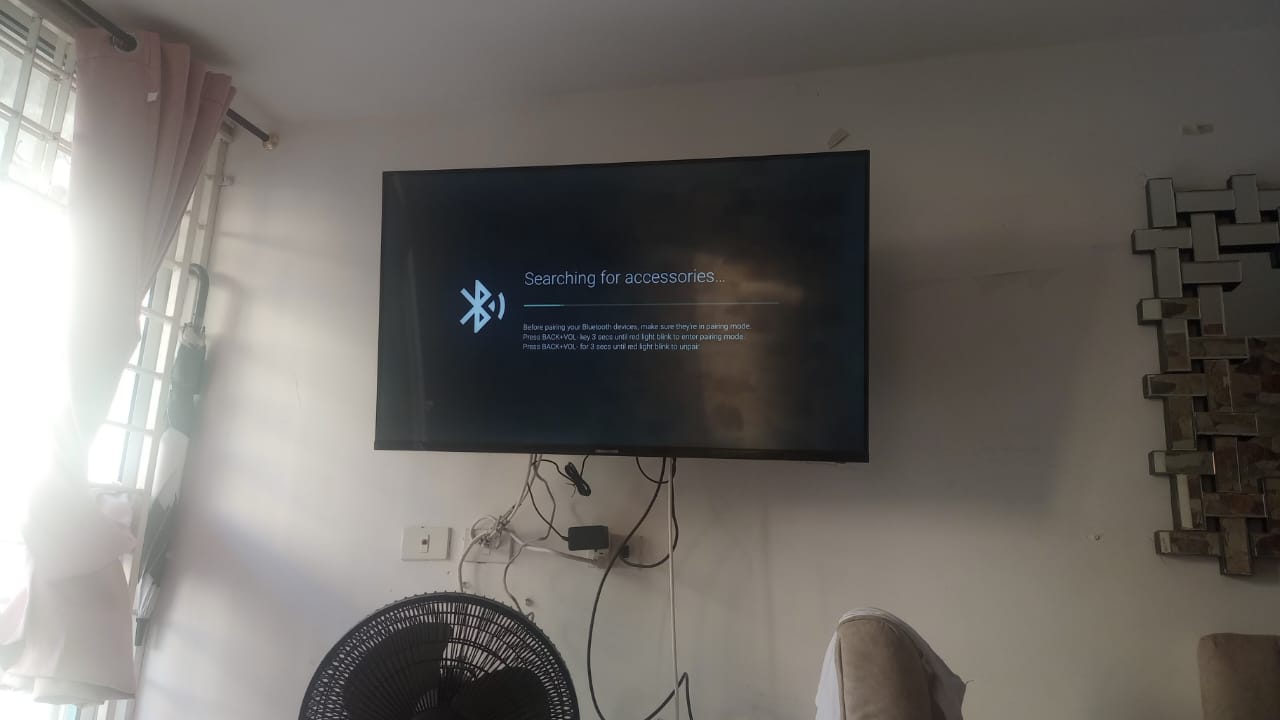 Searching for accessories...
Before pairing your Bluetooth devices, make sure they're in pairing mode.
Press BACK+VOL- key 3 secs until red light blink to enter pairing mode.
Press BACK+VOL- for 3 secs until red light blink to unpair.